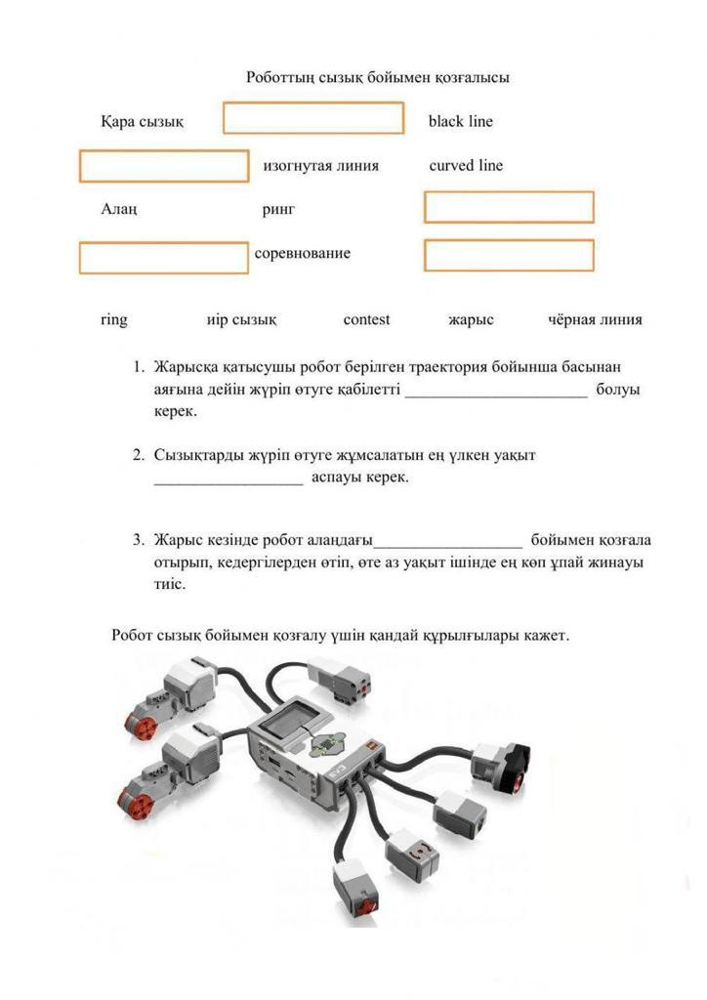 Роботтың сызық бойымен қозғалысы
Қара сызық black line
изогнутая линия curved line
Алаң ринг
соревнование
ring иір сызық contest жарыс чёрная линия
1. Жарысқа қатысушы робот берілген траектория бойынша басынан
аяғына дейін жүріп өтуге қабілетті ______________________ болуы
керек.
2. Сызықтарды жүріп өтуге жұмсалатын ең үлкен уақыт
__________________ аспауы керек.
3. Жарыс кезінде робот алаңдағы__________________ бойымен қозғала
отырып, кедергілерден өтіп, өте аз уақыт ішінде ең көп ұпай жинауы
тиіс.
Робот сызық бойымен қозғалу үшін қандай құрылғылары кажет.
EV3